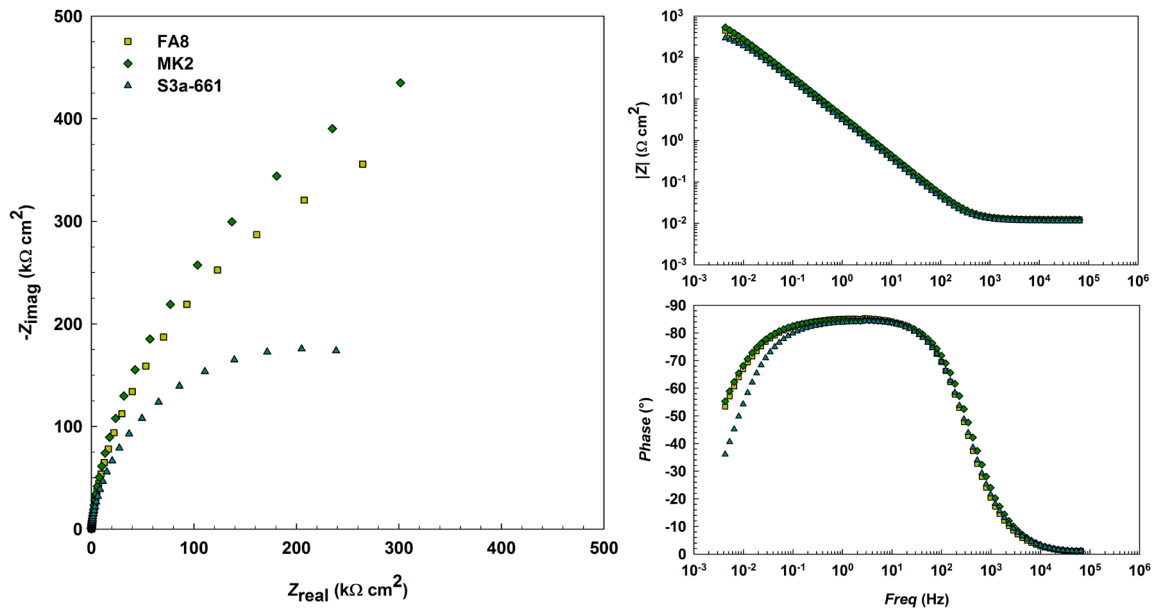 500
400
300
200
100
0
-Zimag (kΩ cm²)
FA8
MK2
S3a-661
0 100 200 300 400 500
Zreal (kΩ cm²)
10³
10²
10¹
10⁰
10⁻¹
10⁻²
10⁻³
|Z| (Ω cm²)
10⁻³ 10⁻² 10⁻¹ 10⁰ 10¹ 10² 10³ 10⁴ 10⁵ 10⁶
-90
-80
-70
-60
-50
-40
-30
-20
-10
0
Phase (°)
10⁻³ 10⁻² 10⁻¹ 10⁰ 10¹ 10² 10³ 10⁴ 10⁵ 10⁶
Freq (Hz)